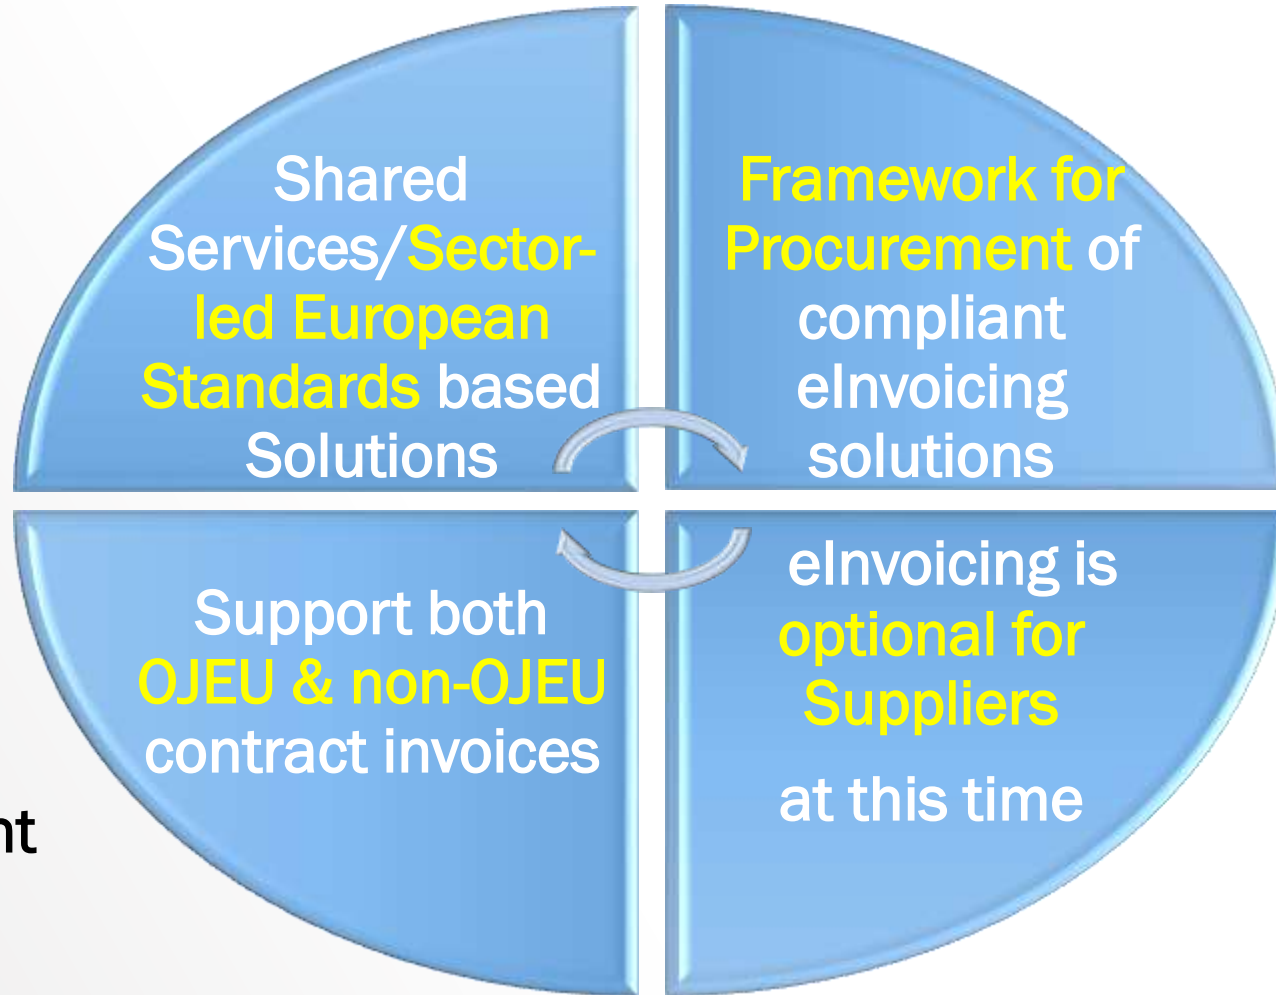 Shared
Services/Sector-
led European
Standards based
Solutions
Framework for
Procurement of
compliant
eInvoicing
solutions
Support both
OJEU & non-OJEU
contract invoices
eInvoicing is
optional for
Suppliers
at this time